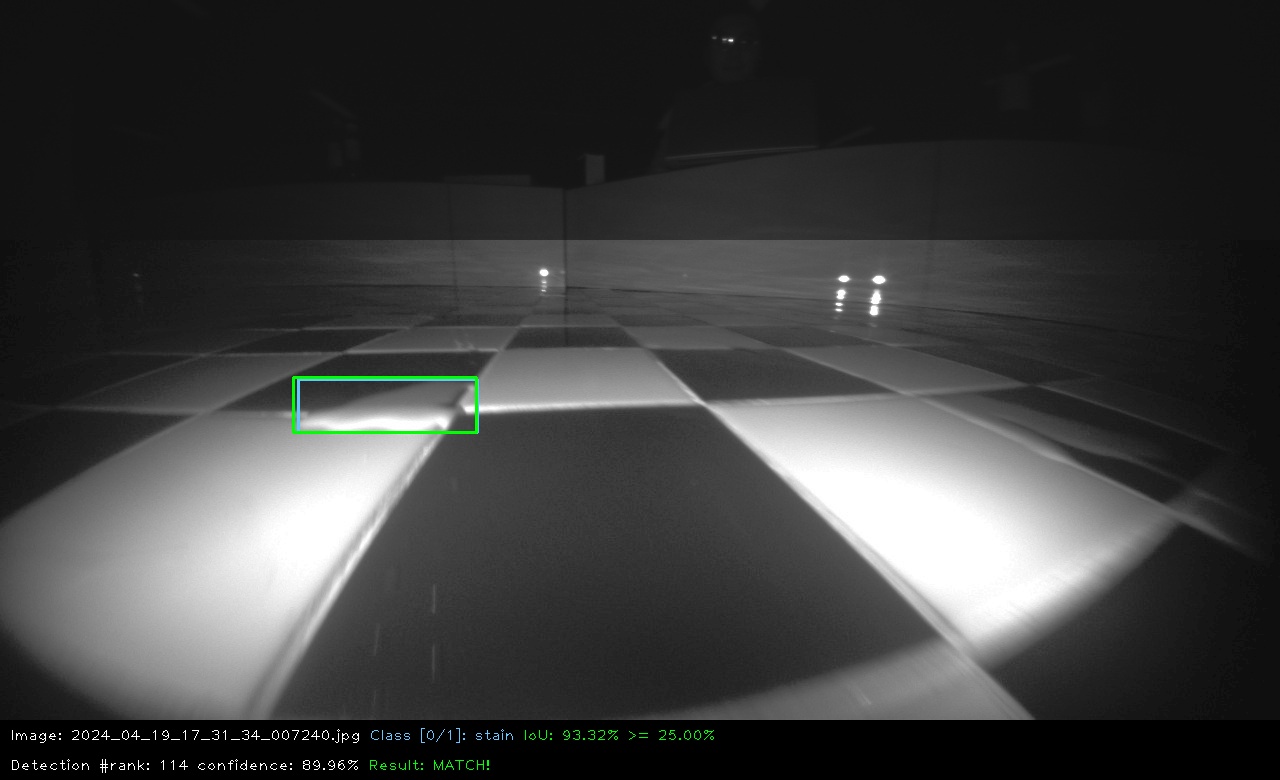 Image: 2024_04_19_17_31_34_007240.jpg Class [0/1]: stain IoU: 93.32% >= 25.00%
Detection #rank: 114 confidence: 89.96% Result: MATCH!